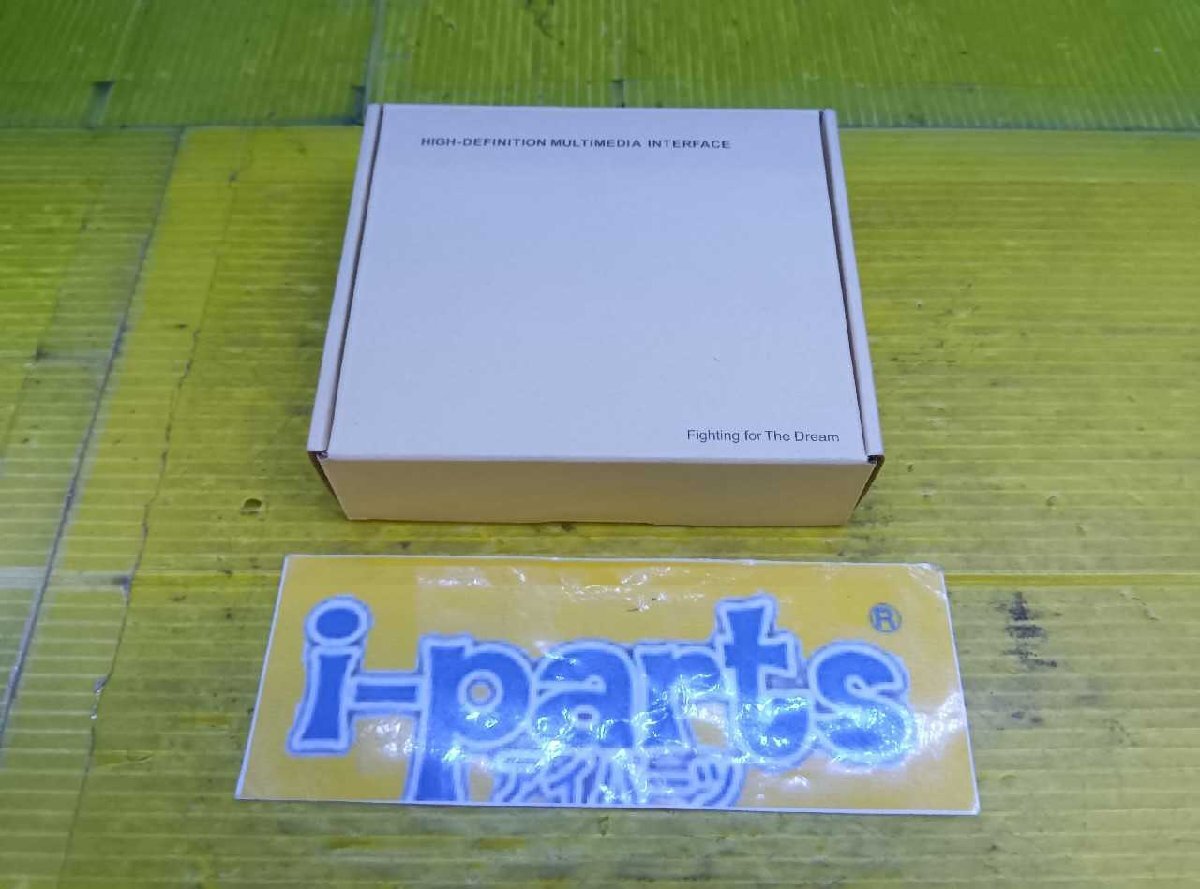 HIGH-DEFINITION MULTIMEDIA INTERFACE
Fighting for The Dream
i-parts ®
アイパーツ